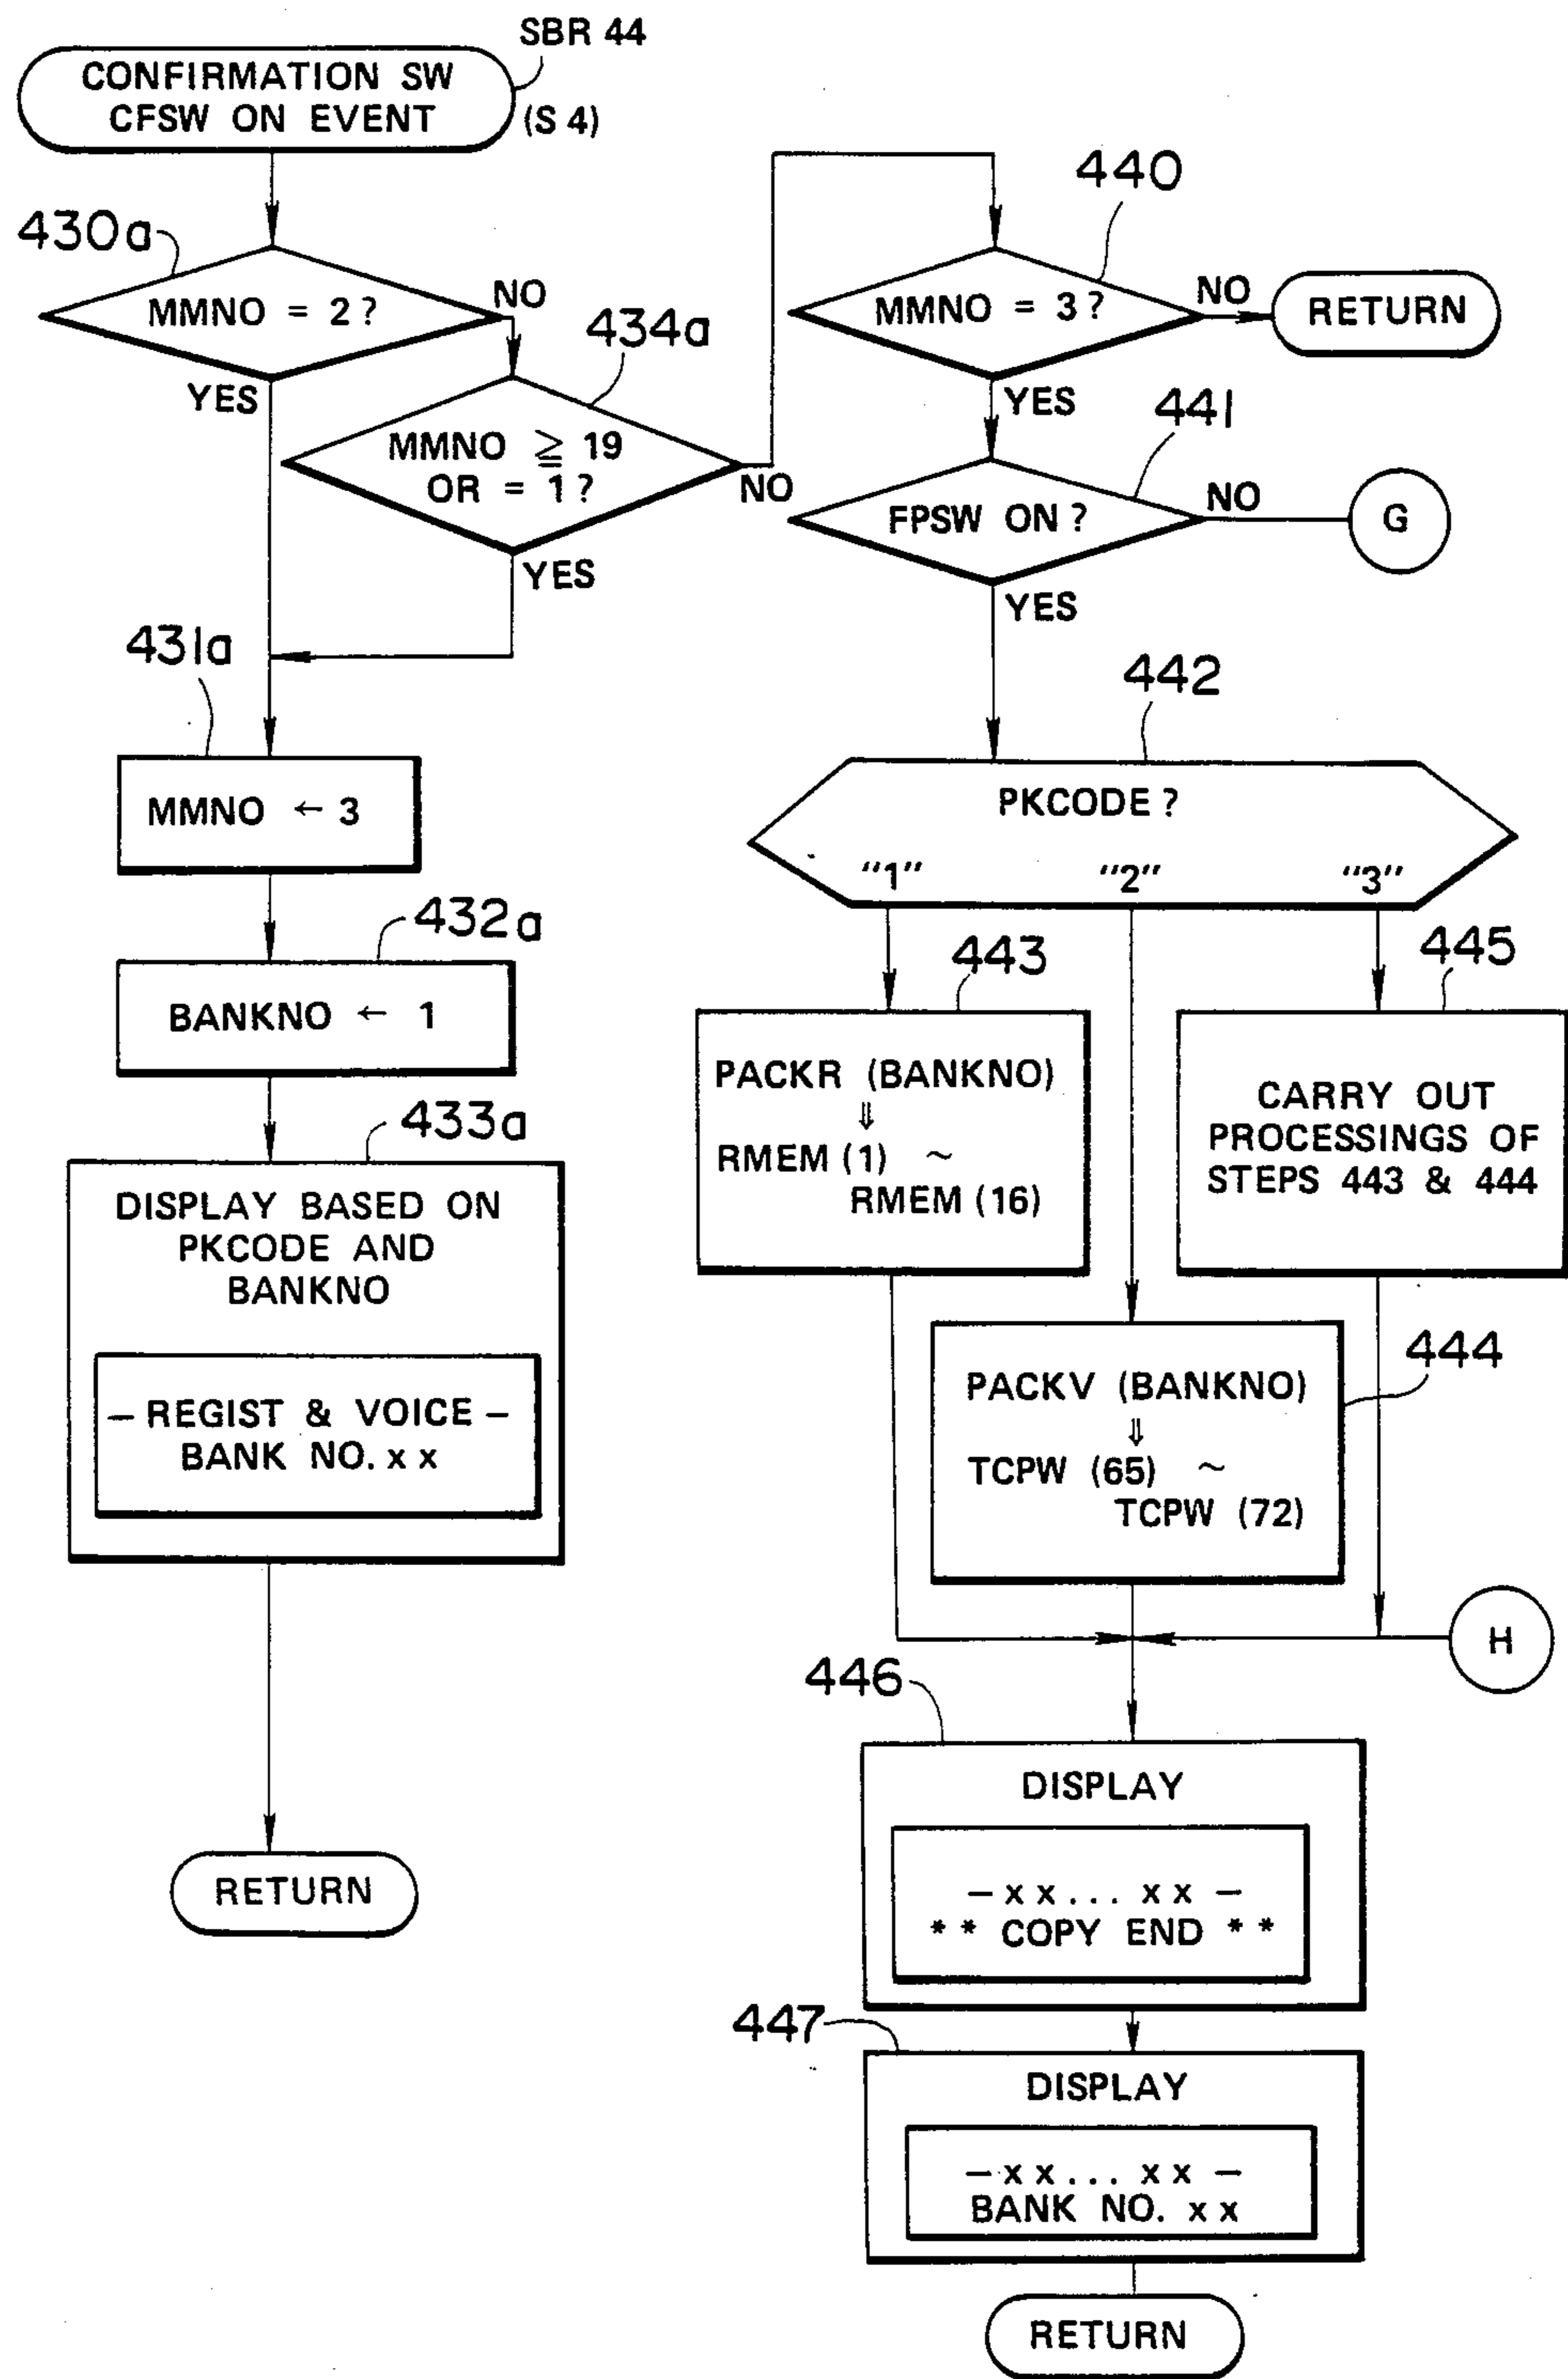 CONFIRMATION SW
CFSW ON EVENT
SBR 44
(S 4)
430a
MMNO = 2?
NO
YES
434a
MMNO ≧ 19
OR = 1?
NO
YES
431a
MMNO ← 3
432a
BANKNO ← 1
433a
DISPLAY BASED ON
PKCODE AND
BANKNO
– REGIST & VOICE –
BANK NO. x x
RETURN
440
MMNO = 3?
NO
RETURN
YES
441
FPSW ON?
NO
G
YES
442
PKCODE?
"1"
"2"
"3"
443
PACKR (BANKNO)
⇓
RMEM (1) ~
RMEM (16)
445
CARRY OUT
PROCESSINGS OF
STEPS 443 & 444
444
PACKV (BANKNO)
⇓
TCPW (65) ~
TCPW (72)
H
446
DISPLAY
– x x . . . x x –
* * COPY END * *
447
DISPLAY
– x x . . . x x –
BANK NO. x x
RETURN